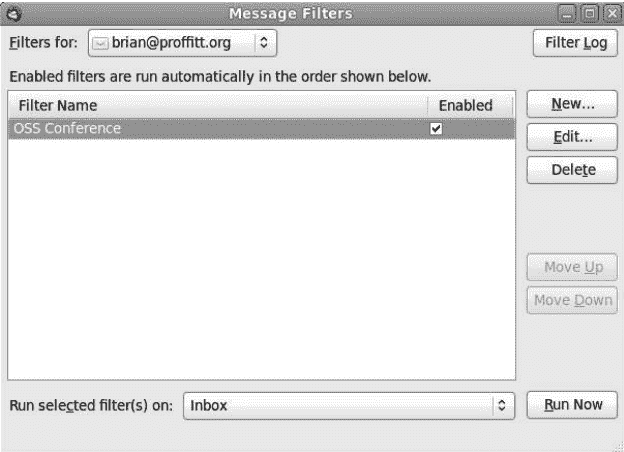 Message Filters
Filters for: brian@proffitt.org
Filter Log
Enabled filters are run automatically in the order shown below.
Filter Name Enabled
New...
OSS Conference
Edit...
Delete
Move Up
Move Down
Run selected filter(s) on: Inbox
Run Now